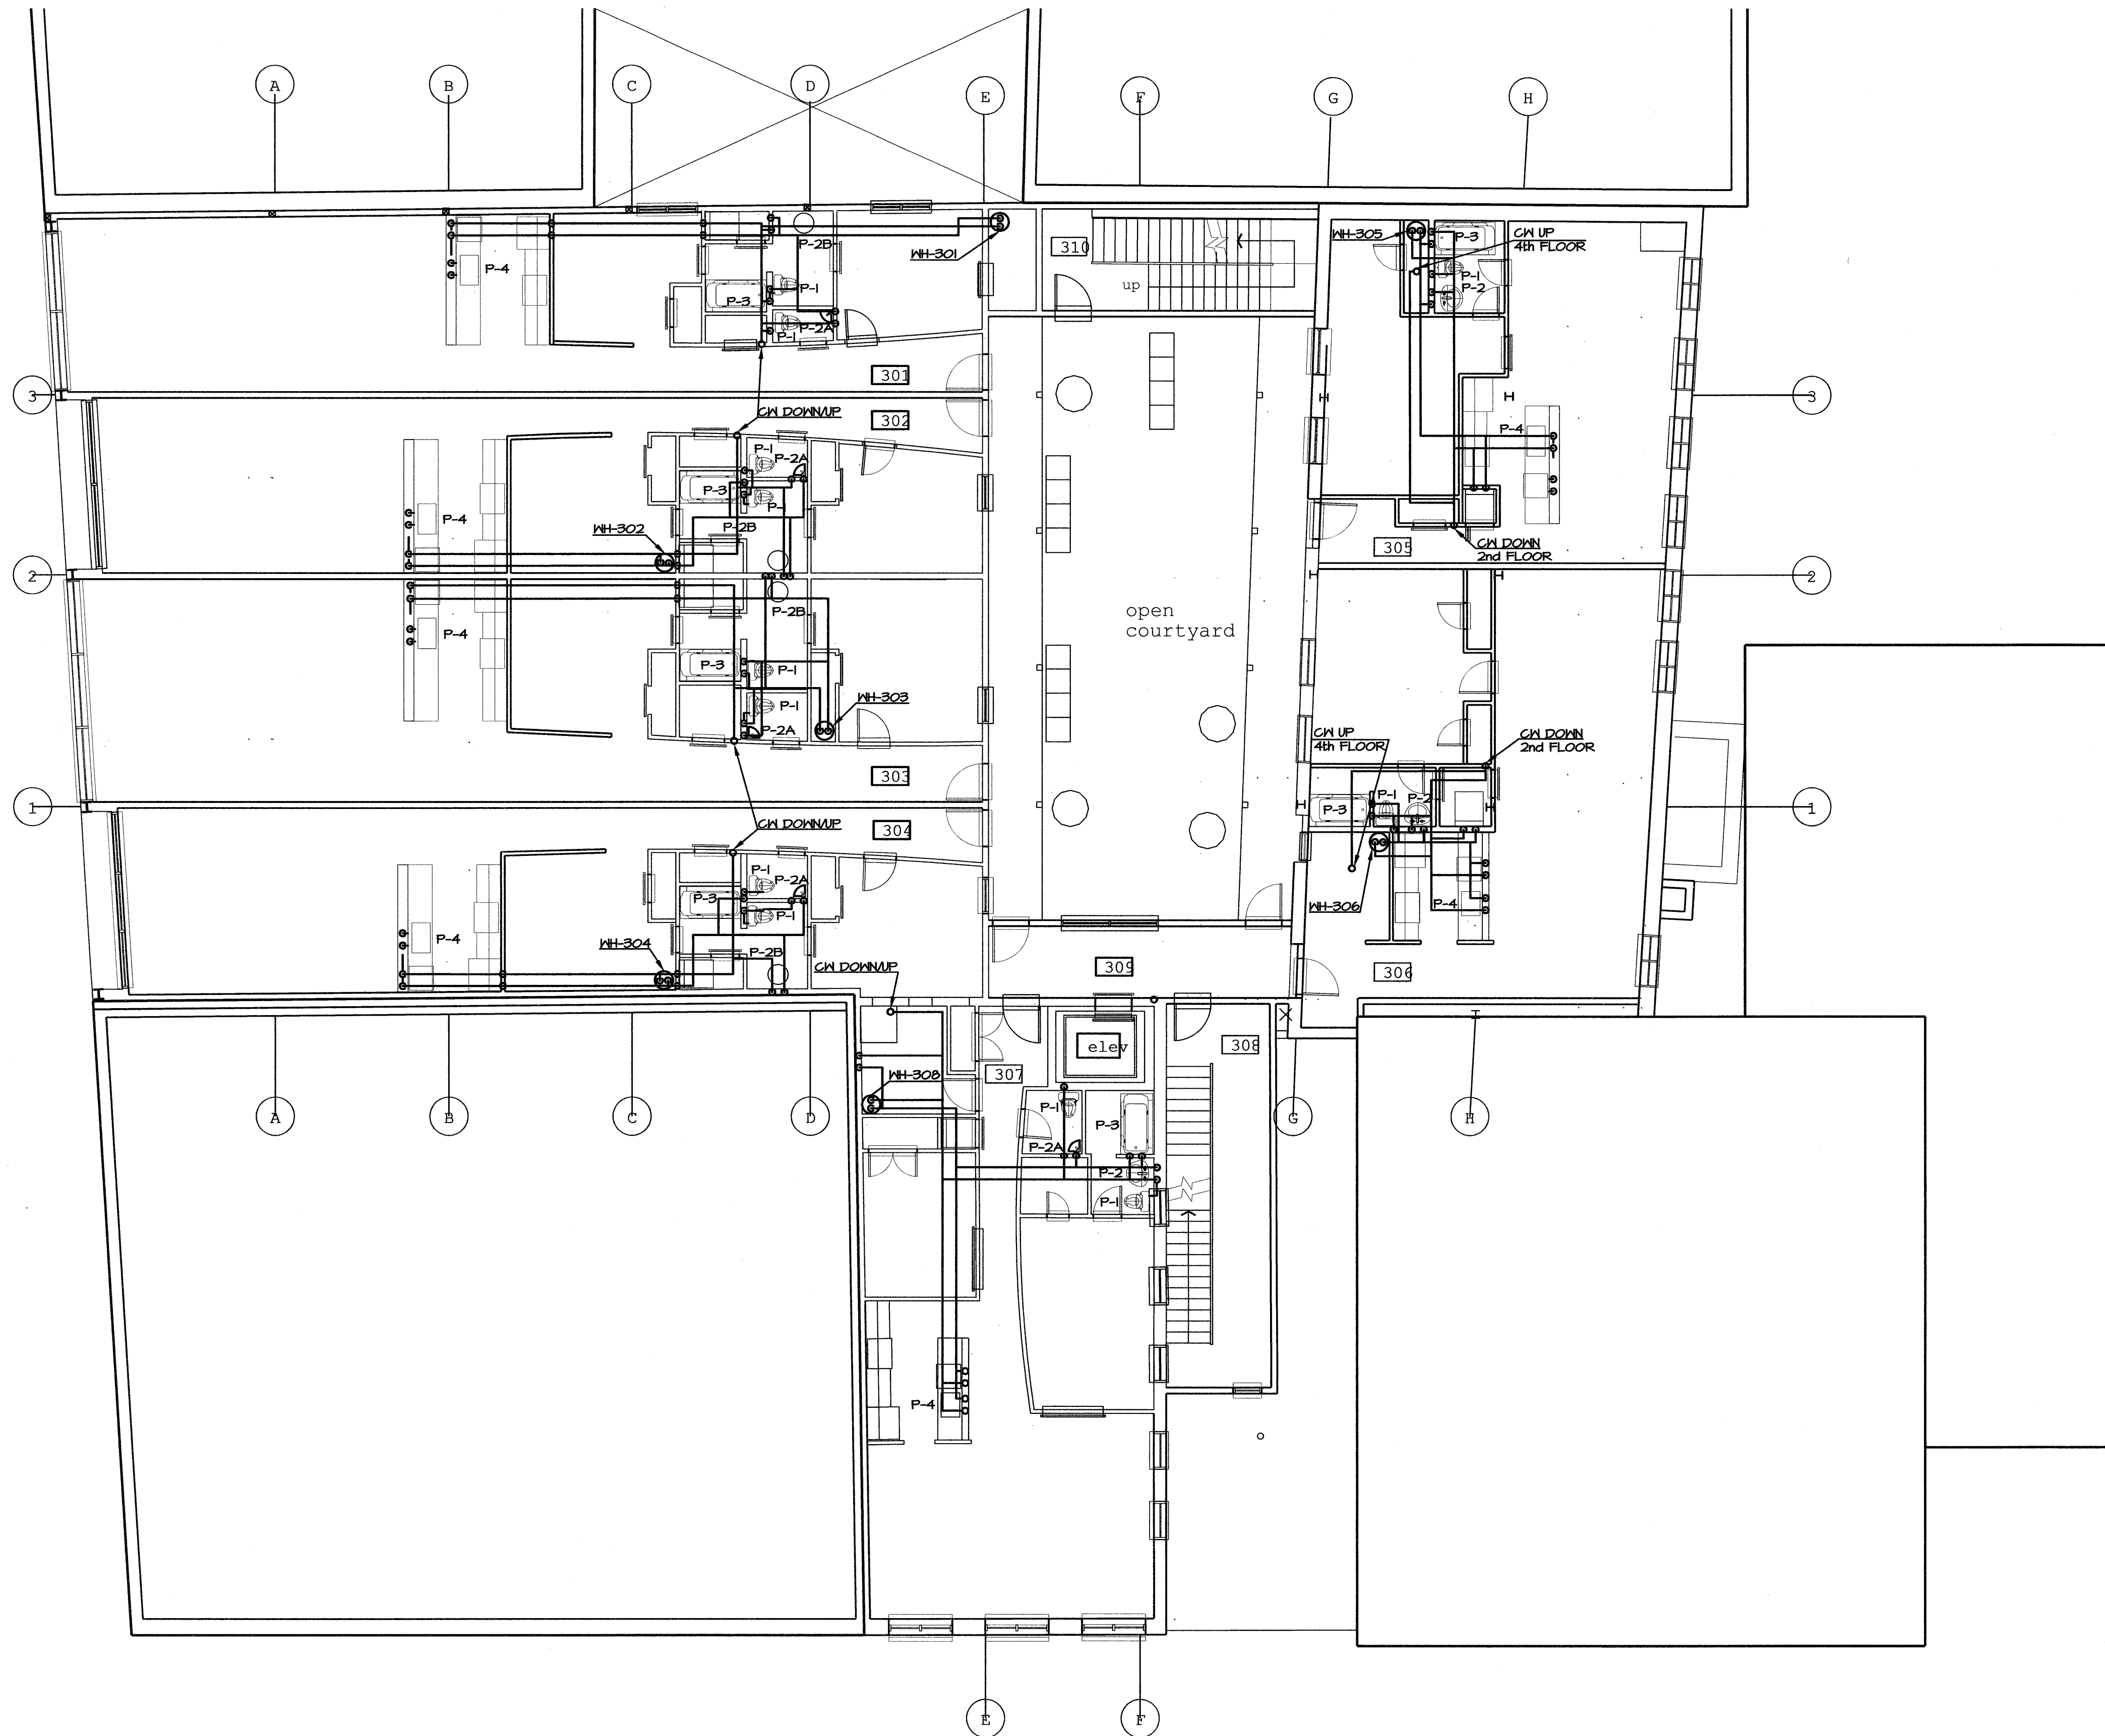 A
B
C
D
E
F
G
H
P-2B
WH-301
310
WH-305
P-3
CW UP
4th FLOOR
P-4
P-1
P-3
P-1
P-2
up
P-1
P-2A
301
3
3
CW DOWN/UP
302
P-4
P-1
P-2A
P-3
P-1
P-4
WH-302
P-2B
305
CW DOWN
2nd FLOOR
2
2
P-2B
open
courtyard
P-4
P-3
P-1
WH-303
P-1
P-2A
CW UP
4th FLOOR
CW DOWN
2nd FLOOR
303
1
1
P-3
P-1
P-2
CW DOWN/UP
304
P-1
P-2A
P-3
P-1
P-4
WH-306
P-4
WH-304
P-2B
CW DOWN/UP
309
306
elev
308
WH-308
307
A
B
C
D
G
H
P-1
P-3
P-2A
P-2
P-1
P-4
E
F